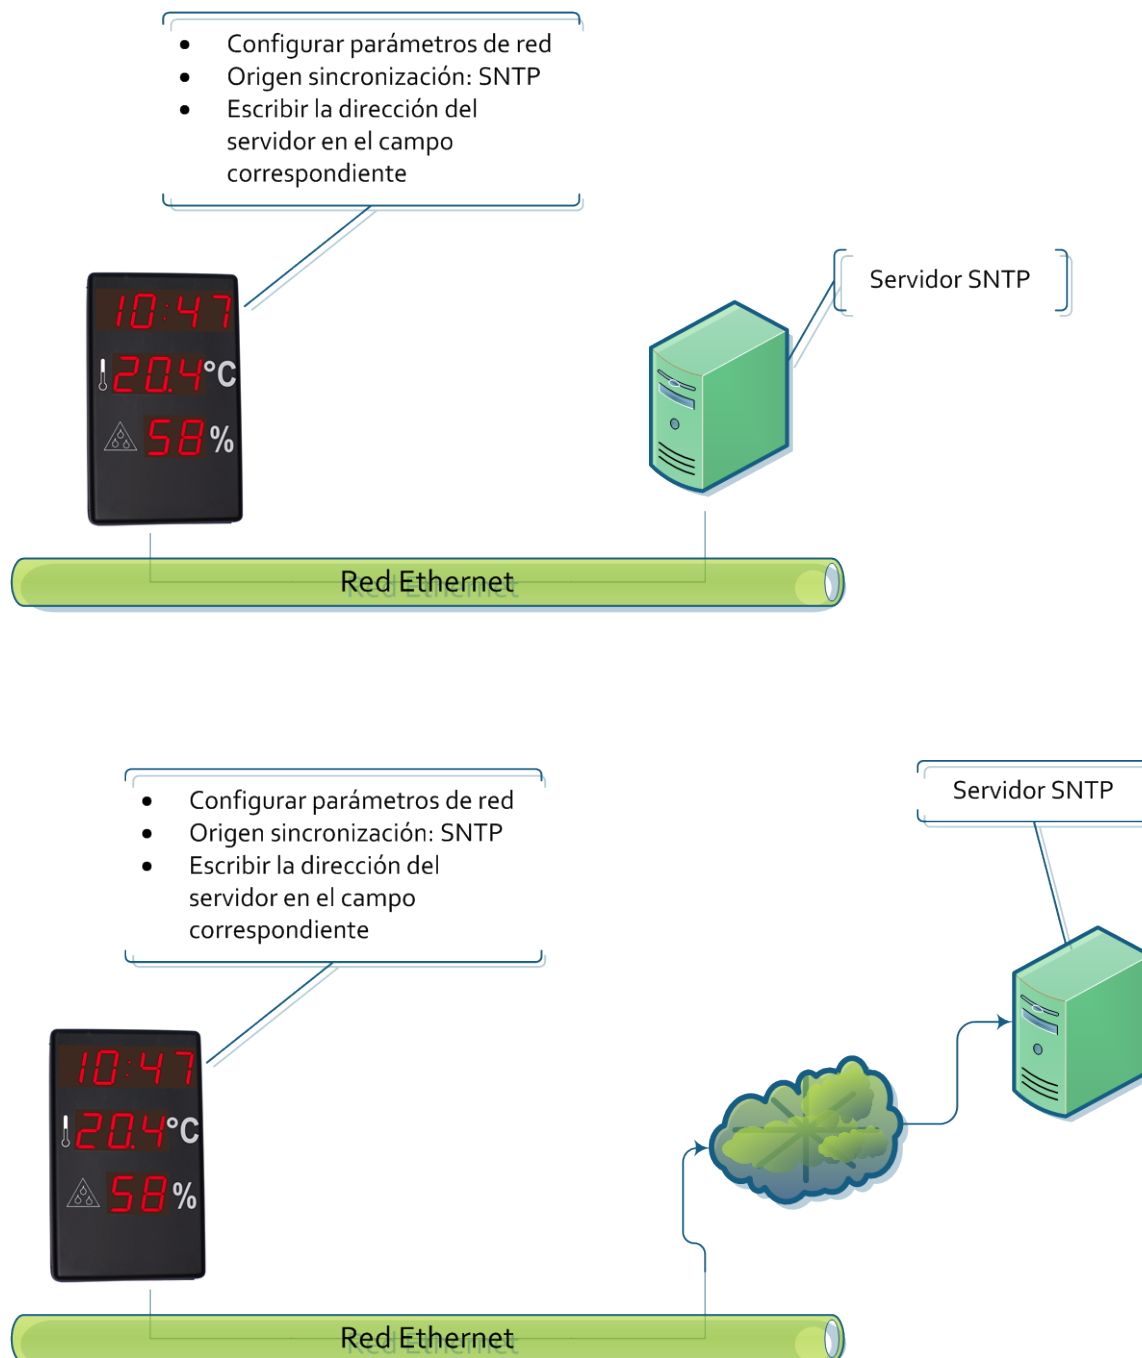 • Configurar parámetros de red
• Origen sincronización: SNTP
• Escribir la dirección del
servidor en el campo
correspondiente
Servidor SNTP
10:47
20.4°C
58%
Red Ethernet
• Configurar parámetros de red
• Origen sincronización: SNTP
• Escribir la dirección del
servidor en el campo
correspondiente
Servidor SNTP
10:47
20.4°C
58%
Red Ethernet